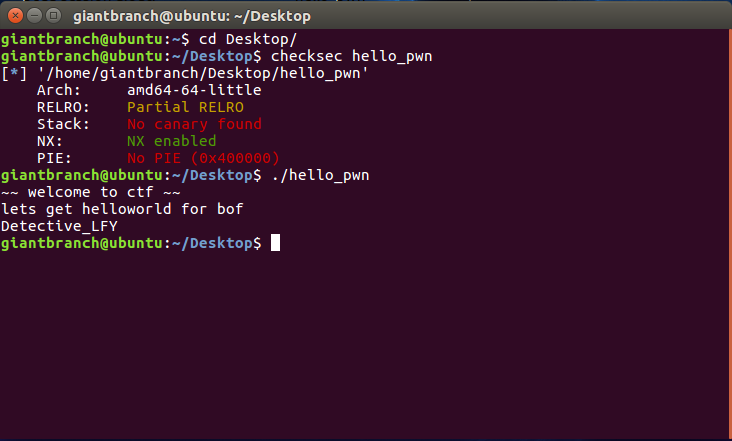 giantbranch@ubuntu: ~/Desktop
giantbranch@ubuntu:~$ cd Desktop/
giantbranch@ubuntu:~/Desktop$ checksec hello_pwn
[*] '/home/giantbranch/Desktop/hello_pwn'
    Arch:     amd64-64-little
    RELRO:    Partial RELRO
    Stack:    No canary found
    NX:       NX enabled
    PIE:      No PIE (0x400000)
giantbranch@ubuntu:~/Desktop$ ./hello_pwn
~~ welcome to ctf ~~
lets get helloworld for bof
Detective_LFY
giantbranch@ubuntu:~/Desktop$